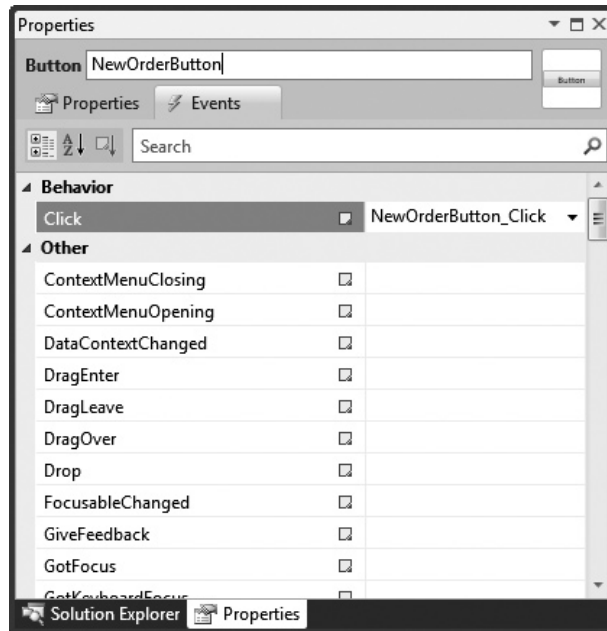 Properties
Button NewOrderButton
Button
Properties Events
Search
Behavior
Click NewOrderButton_Click
Other
ContextMenuClosing
ContextMenuOpening
DataContextChanged
DragEnter
DragLeave
DragOver
Drop
FocusableChanged
GiveFeedback
GotFocus
GotKeyboardFocus
Solution Explorer Properties